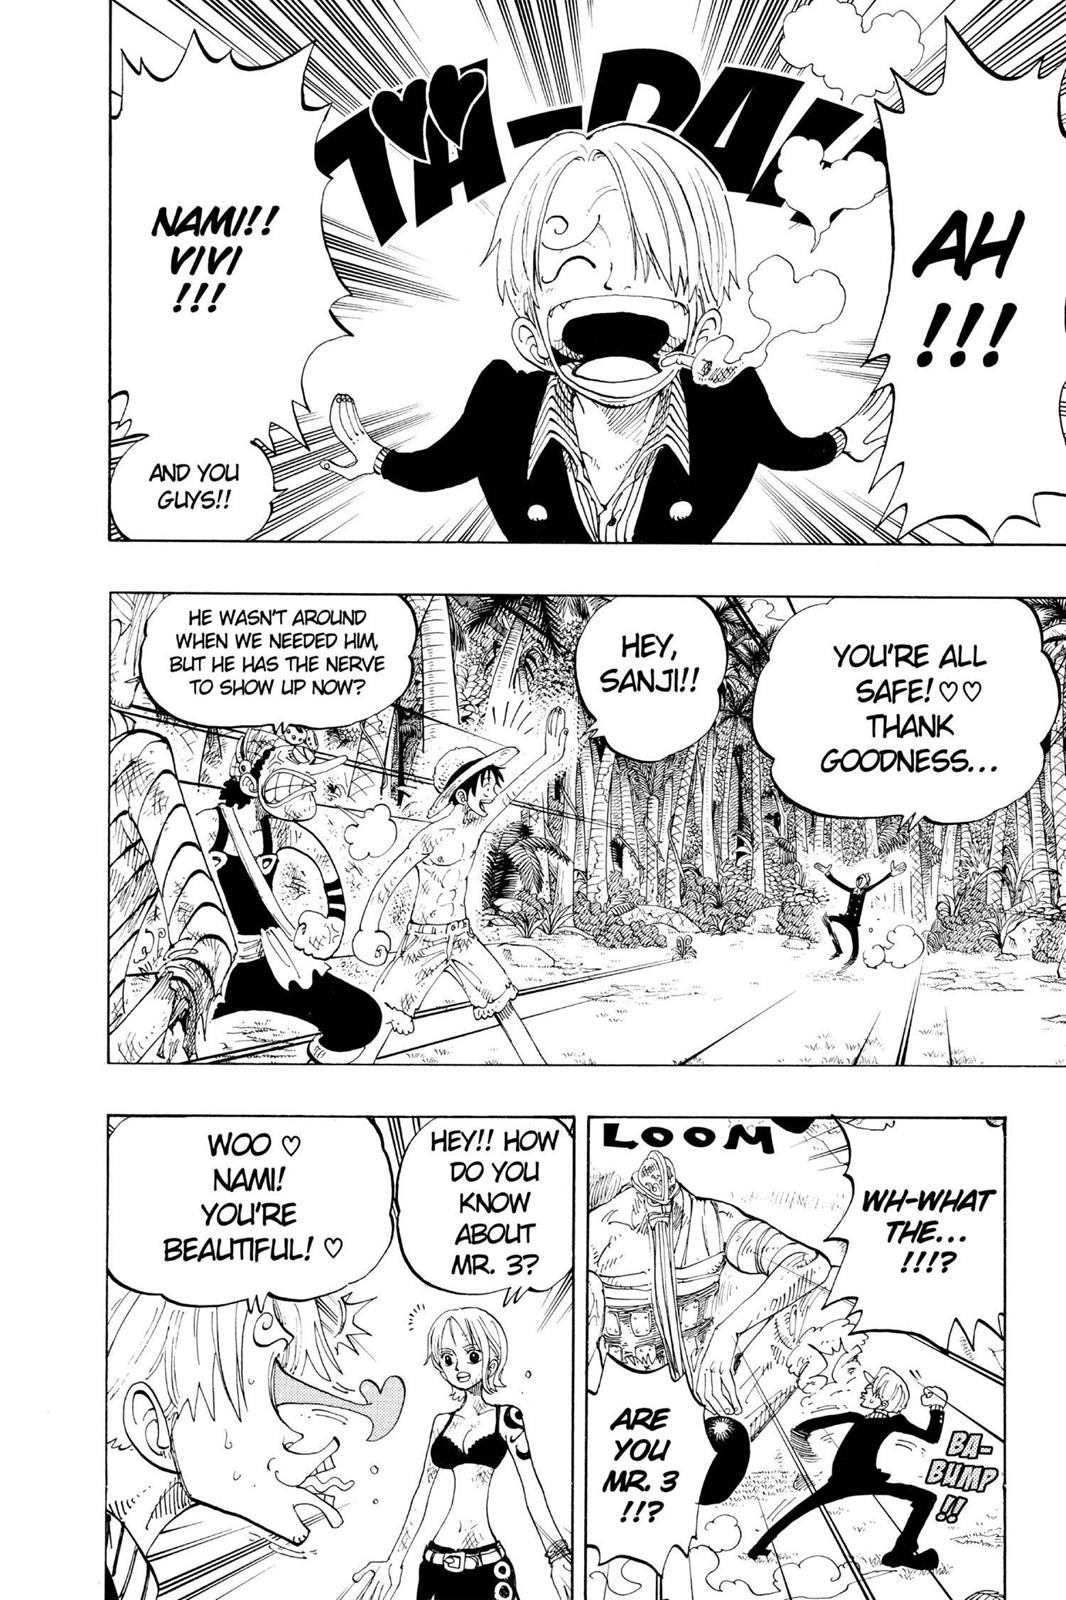 AH
!!!
TA-DAH
NAMI!!
VIVI
!!!
AND YOU
GUYS!!
YOU'RE ALL
SAFE! ♡♡
THANK
GOODNESS...
HEY,
SANJI!!
HE WASN'T AROUND
WHEN WE NEEDED HIM,
BUT HE HAS THE NERVE
TO SHOW UP NOW?
LOOM
WH-WHAT
THE...
!!!?
ARE
YOU
MR. 3
!!?
BA-
BUMP
!!
HEY!! HOW
DO YOU
KNOW
ABOUT
MR. 3?
WOO ♡
NAMI!
YOU'RE
BEAUTIFUL! ♡